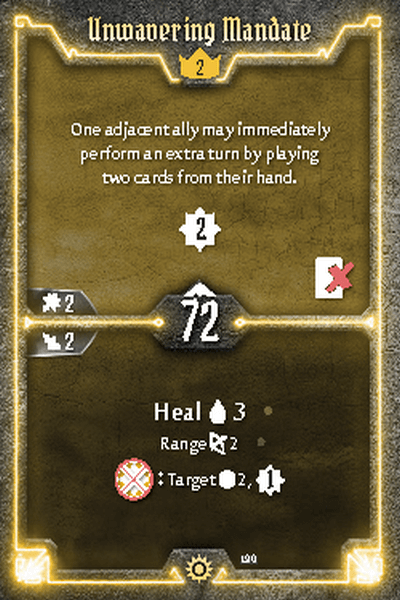 Unwavering Mandate
2
One adjacent ally may immediately
perform an extra turn by playing
two cards from their hand.
2
2
72
2
Heal 3
Range 2
: Target 2, 1